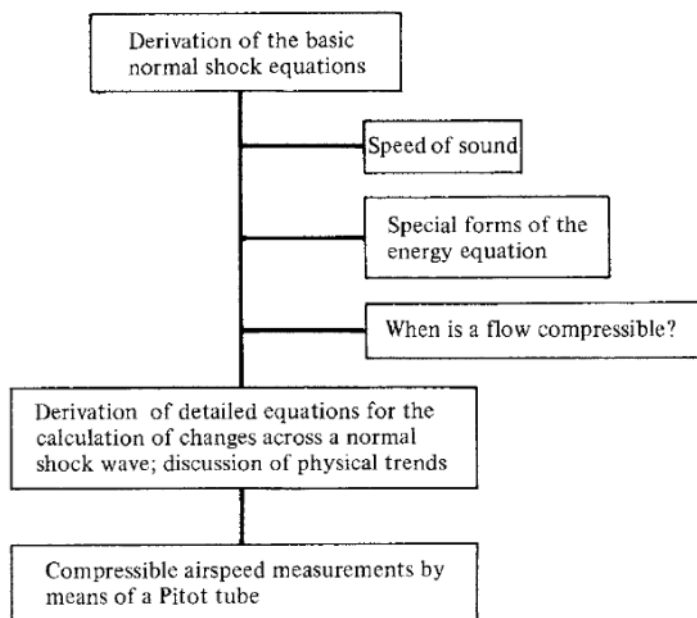 Derivation of the basic
normal shock equations
Speed of sound
Special forms of the
energy equation
When is a flow compressible?
Derivation of detailed equations for the
calculation of changes across a normal
shock wave; discussion of physical trends
Compressible airspeed measurements by
means of a Pitot tube